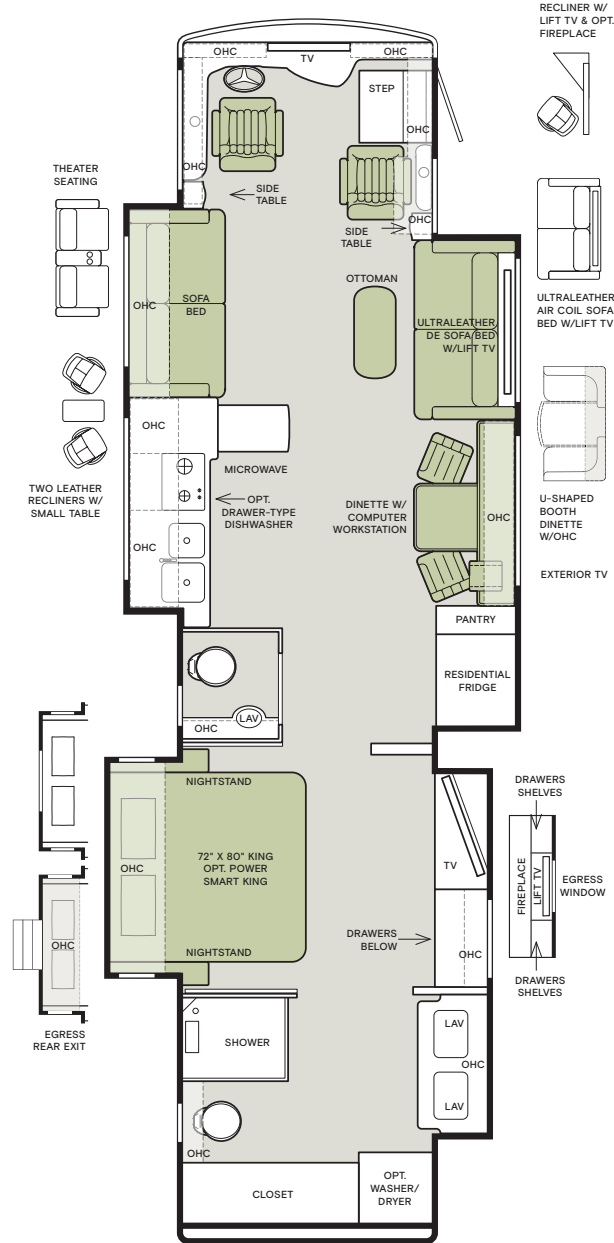 RECLINER W/
LIFT TV & OPT.
FIREPLACE
OHC
OHC
TV
STEP
OHC
OHC
THEATER
SEATING
SIDE
TABLE
SIDE
TABLE
OHC
OTTOMAN
OHC
SOFA
BED
ULTRALEATHER
DE SOFA/BED
W/LIFT TV
ULTRALEATHER
AIR COIL SOFA
BED W/LIFT TV
OHC
MICROWAVE
TWO LEATHER
RECLINERS W/
SMALL TABLE
OPT.
DRAWER-TYPE
DISHWASHER
DINETTE W/
COMPUTER
WORKSTATION
OHC
U-SHAPED
BOOTH
DINETTE
W/OHC
OHC
EXTERIOR TV
PANTRY
RESIDENTIAL
FRIDGE
LAV
OHC
NIGHTSTAND
DRAWERS
SHELVES
72" X 80" KING
OPT. POWER
SMART KING
OHC
TV
FIREPLACE
LIFT TV
EGRESS
WINDOW
OHC
NIGHTSTAND
DRAWERS
BELOW
OHC
DRAWERS
SHELVES
EGRESS
REAR EXIT
SHOWER
LAV
OHC
LAV
OHC
CLOSET
OPT.
WASHER/
DRYER